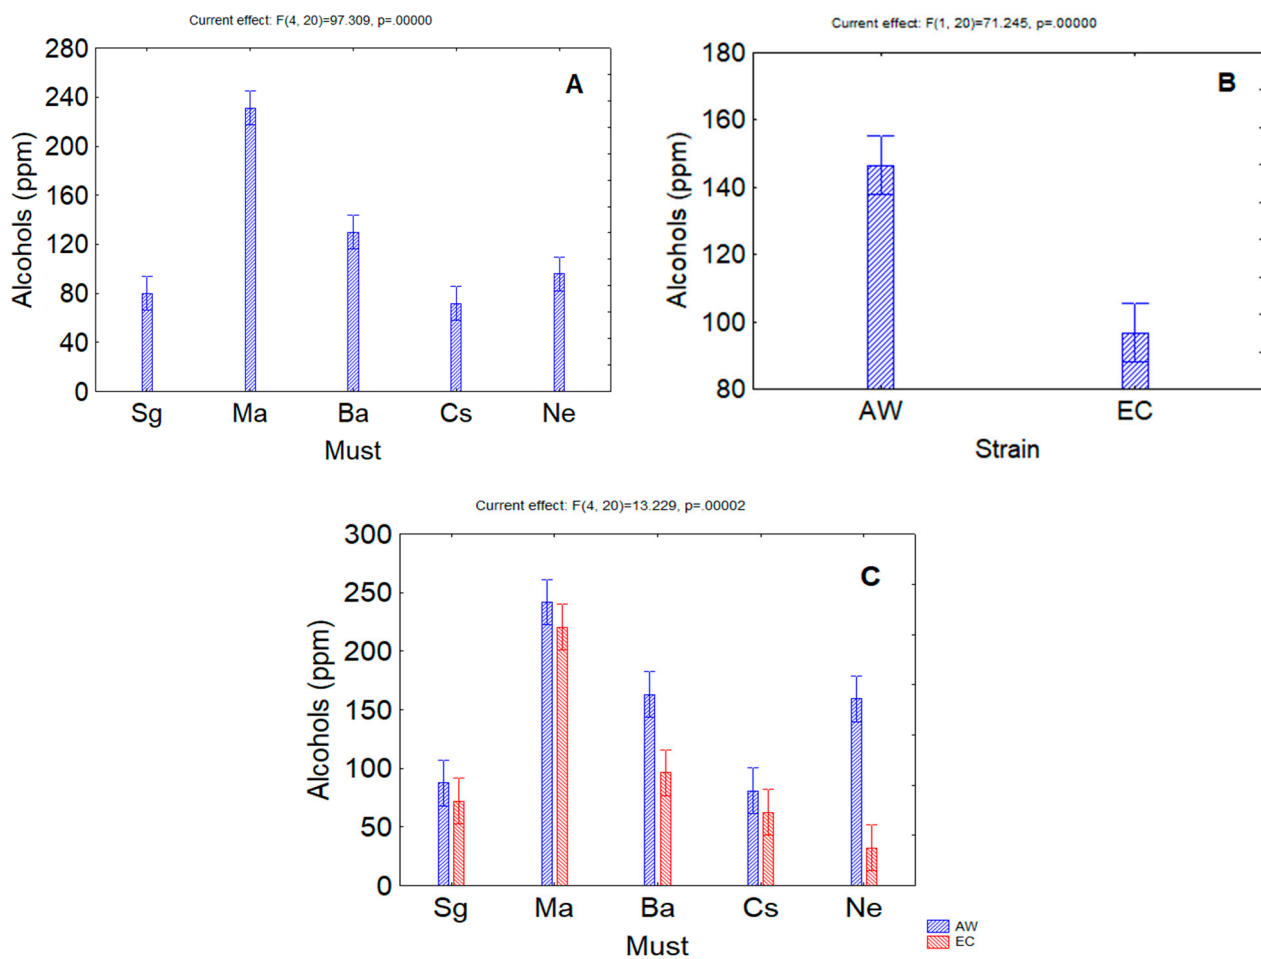 Current effect: F(4, 20)=97.309, p=.00000
A
280
240
200
160
120
80
40
0
Alcohols (ppm)
Sg Ma Ba Cs Ne
Must
Current effect: F(1, 20)=71.245, p=.00000
B
180
160
140
120
100
80
Alcohols (ppm)
AW EC
Strain
Current effect: F(4, 20)=13.229, p=.00002
C
300
250
200
150
100
50
0
Alcohols (ppm)
Sg Ma Ba Cs Ne
Must
AW
EC